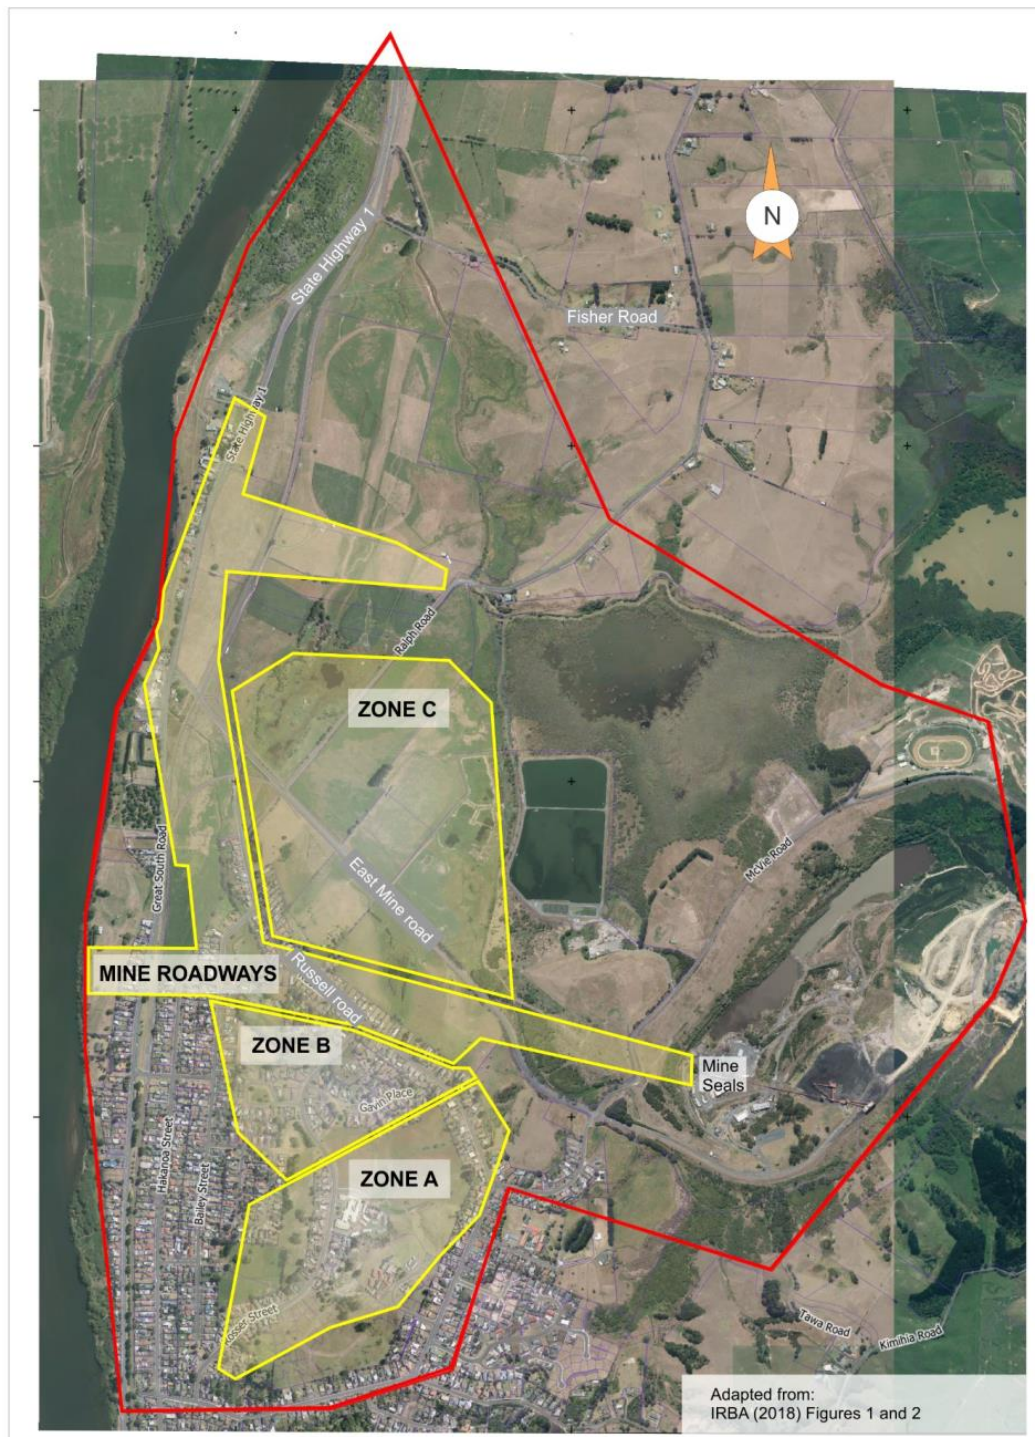 N
State Highway 1
Fisher Road
State Highway 1
Ralph Road
ZONE C
McVie Road
Great South Road
East Mine road
MINE ROADWAYS
Russell road
ZONE B
Mine
Seals
Gavin Place
Hakanoa Street
Bailey Street
ZONE A
Rosser Street
Tawa Road
Kimihia Road
Adapted from:
IRBA (2018) Figures 1 and 2